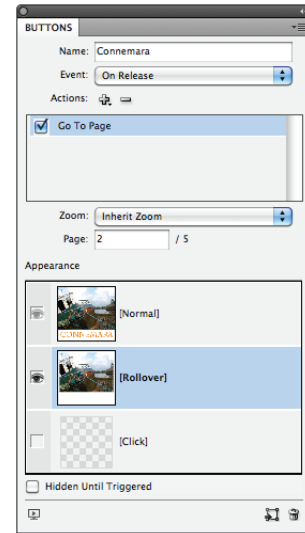 BUTTONS
Name: Connemara
Event: On Release
Actions:
Go To Page
Zoom: Inherit Zoom
Page: 2 / 5
Appearance
[Normal]
CONNEMARA
[Rollover]
[Click]
Hidden Until Triggered